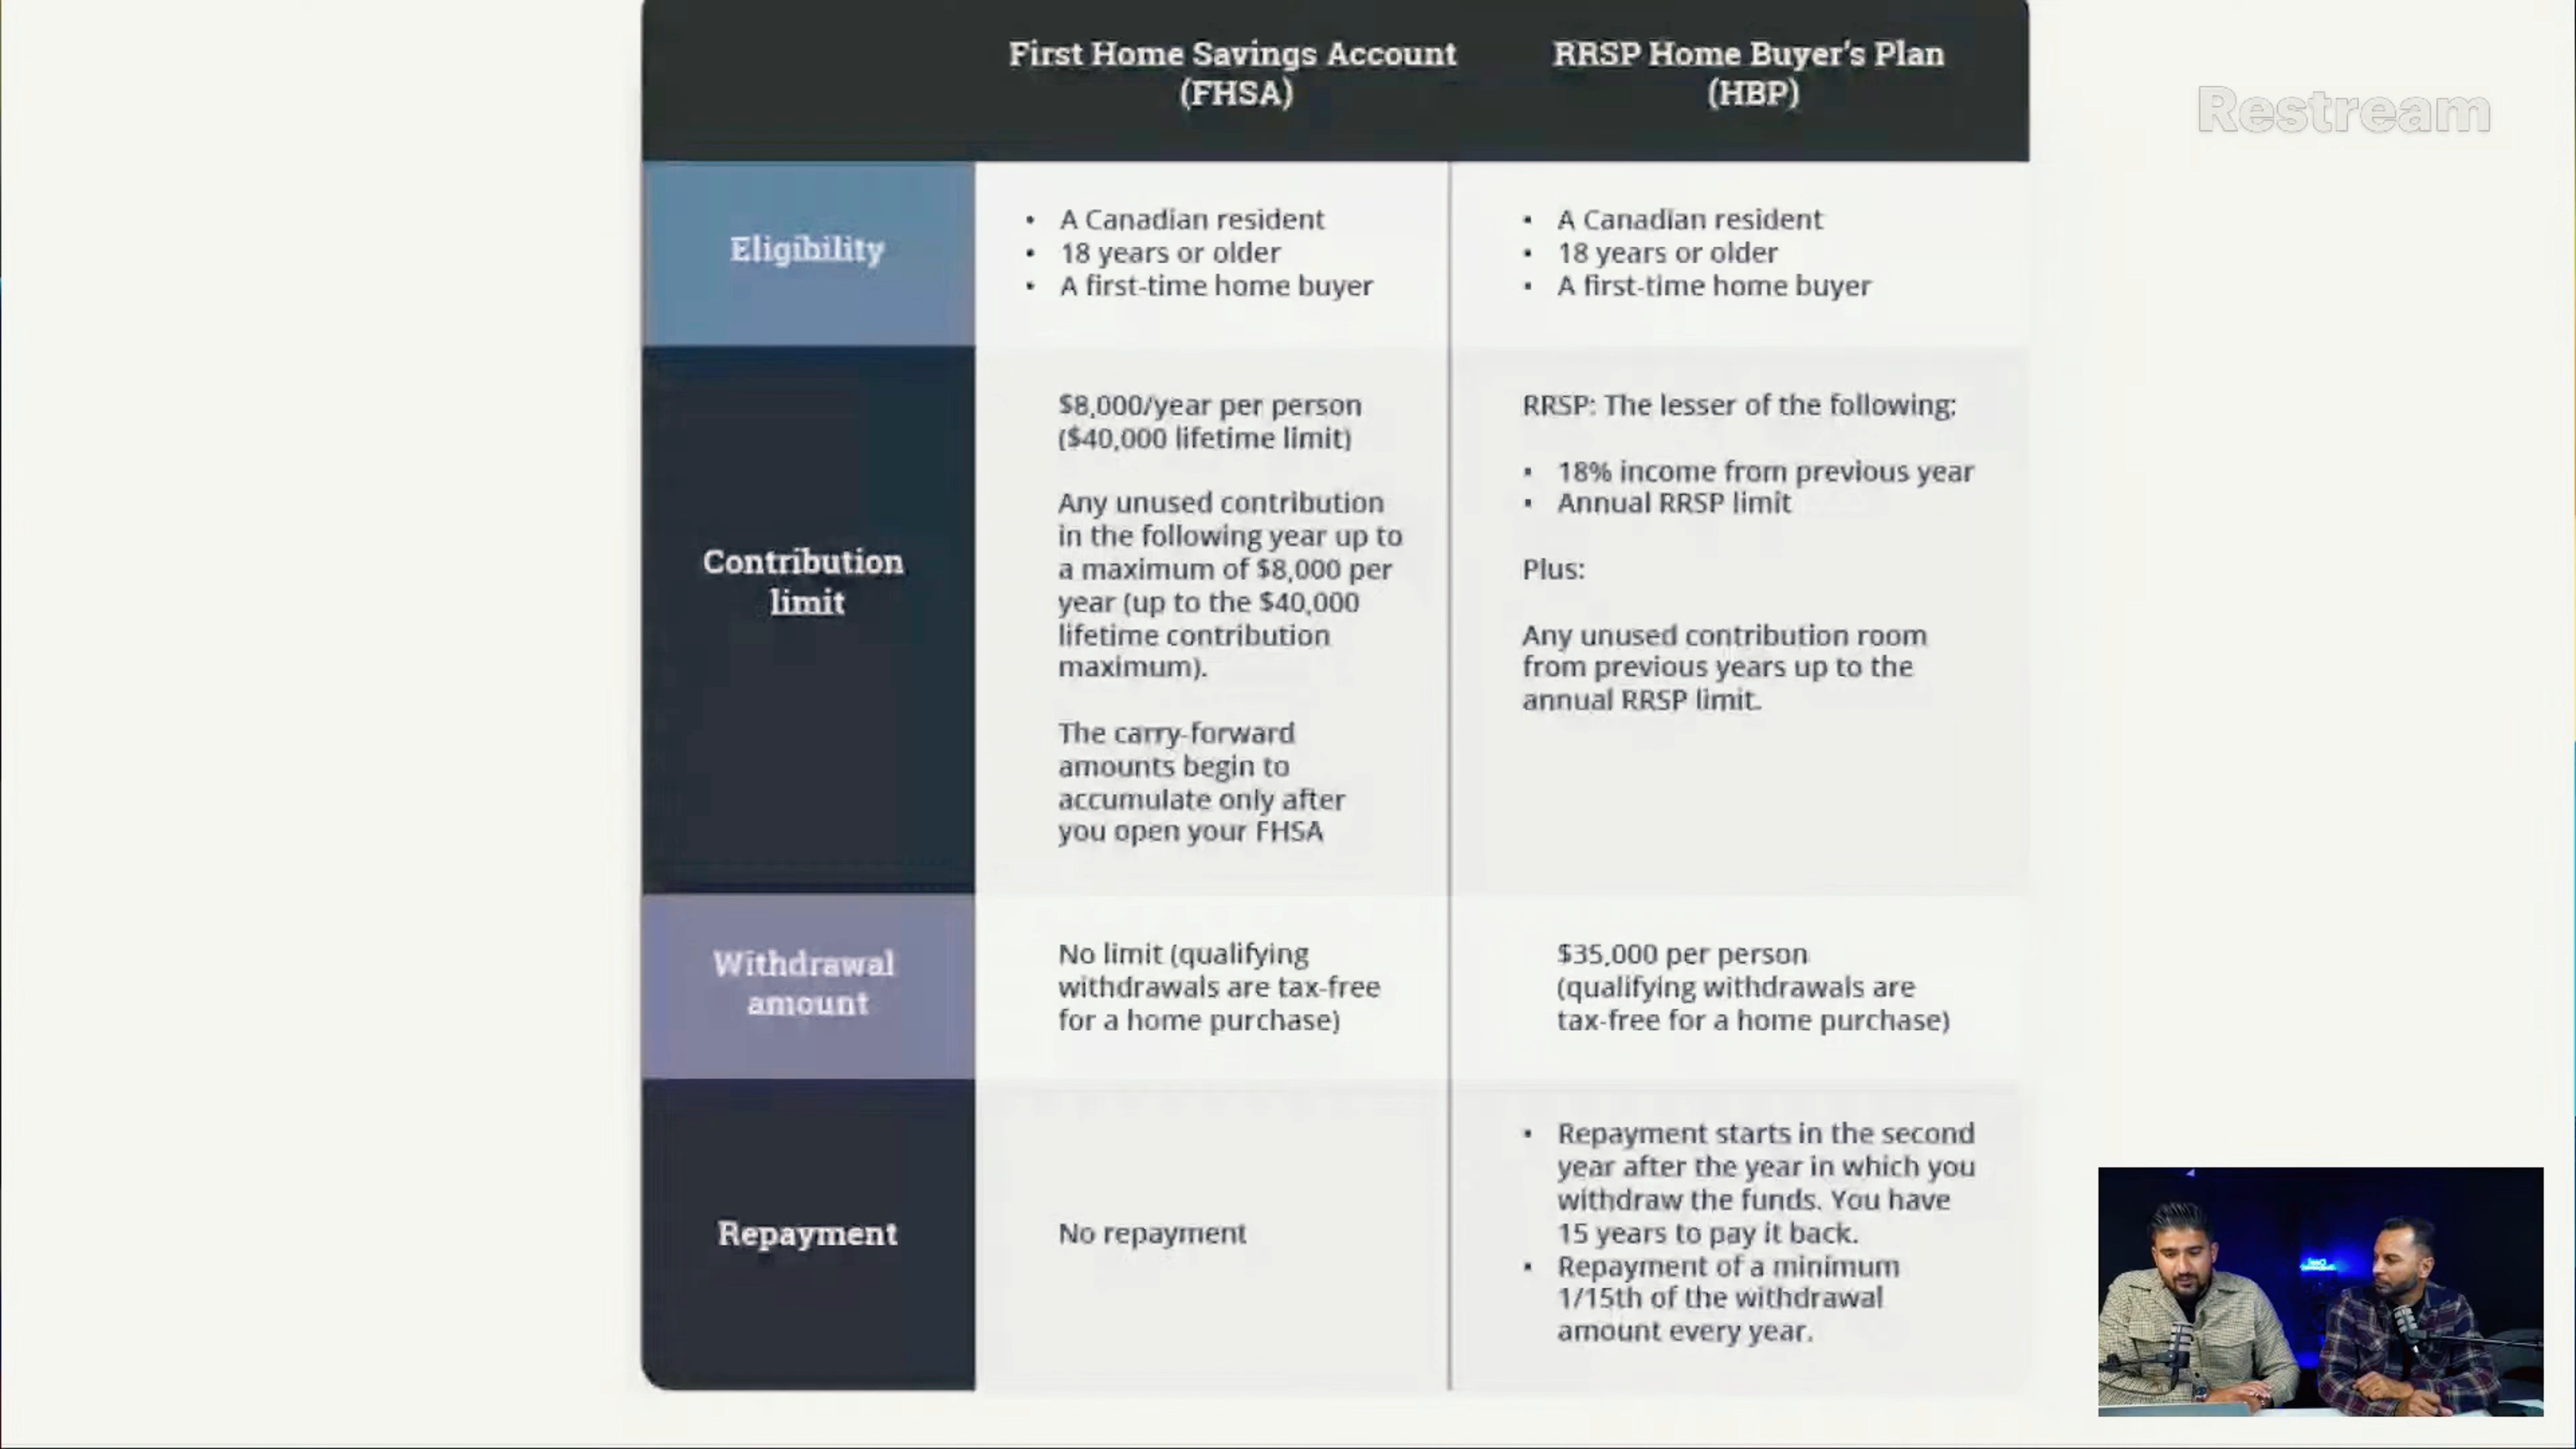 First Home Savings Account
(FHSA)
RRSP Home Buyer's Plan
(HBP)
Restream
Eligibility
• A Canadian resident
• 18 years or older
• A first-time home buyer
• A Canadian resident
• 18 years or older
• A first-time home buyer
Contribution
limit
$8,000/year per person
($40,000 lifetime limit)
Any unused contribution
in the following year up to
a maximum of $8,000 per
year (up to the $40,000
lifetime contribution
maximum).
The carry-forward
amounts begin to
accumulate only after
you open your FHSA
RRSP: The lesser of the following:
• 18% income from previous year
• Annual RRSP limit
Plus:
Any unused contribution room
from previous years up to the
annual RRSP limit.
Withdrawal
amount
No limit (qualifying
withdrawals are tax-free
for a home purchase)
$35,000 per person
(qualifying withdrawals are
tax-free for a home purchase)
Repayment
No repayment
• Repayment starts in the second
year after the year in which you
withdraw the funds. You have
15 years to pay it back.
• Repayment of a minimum
1/15th of the withdrawal
amount every year.